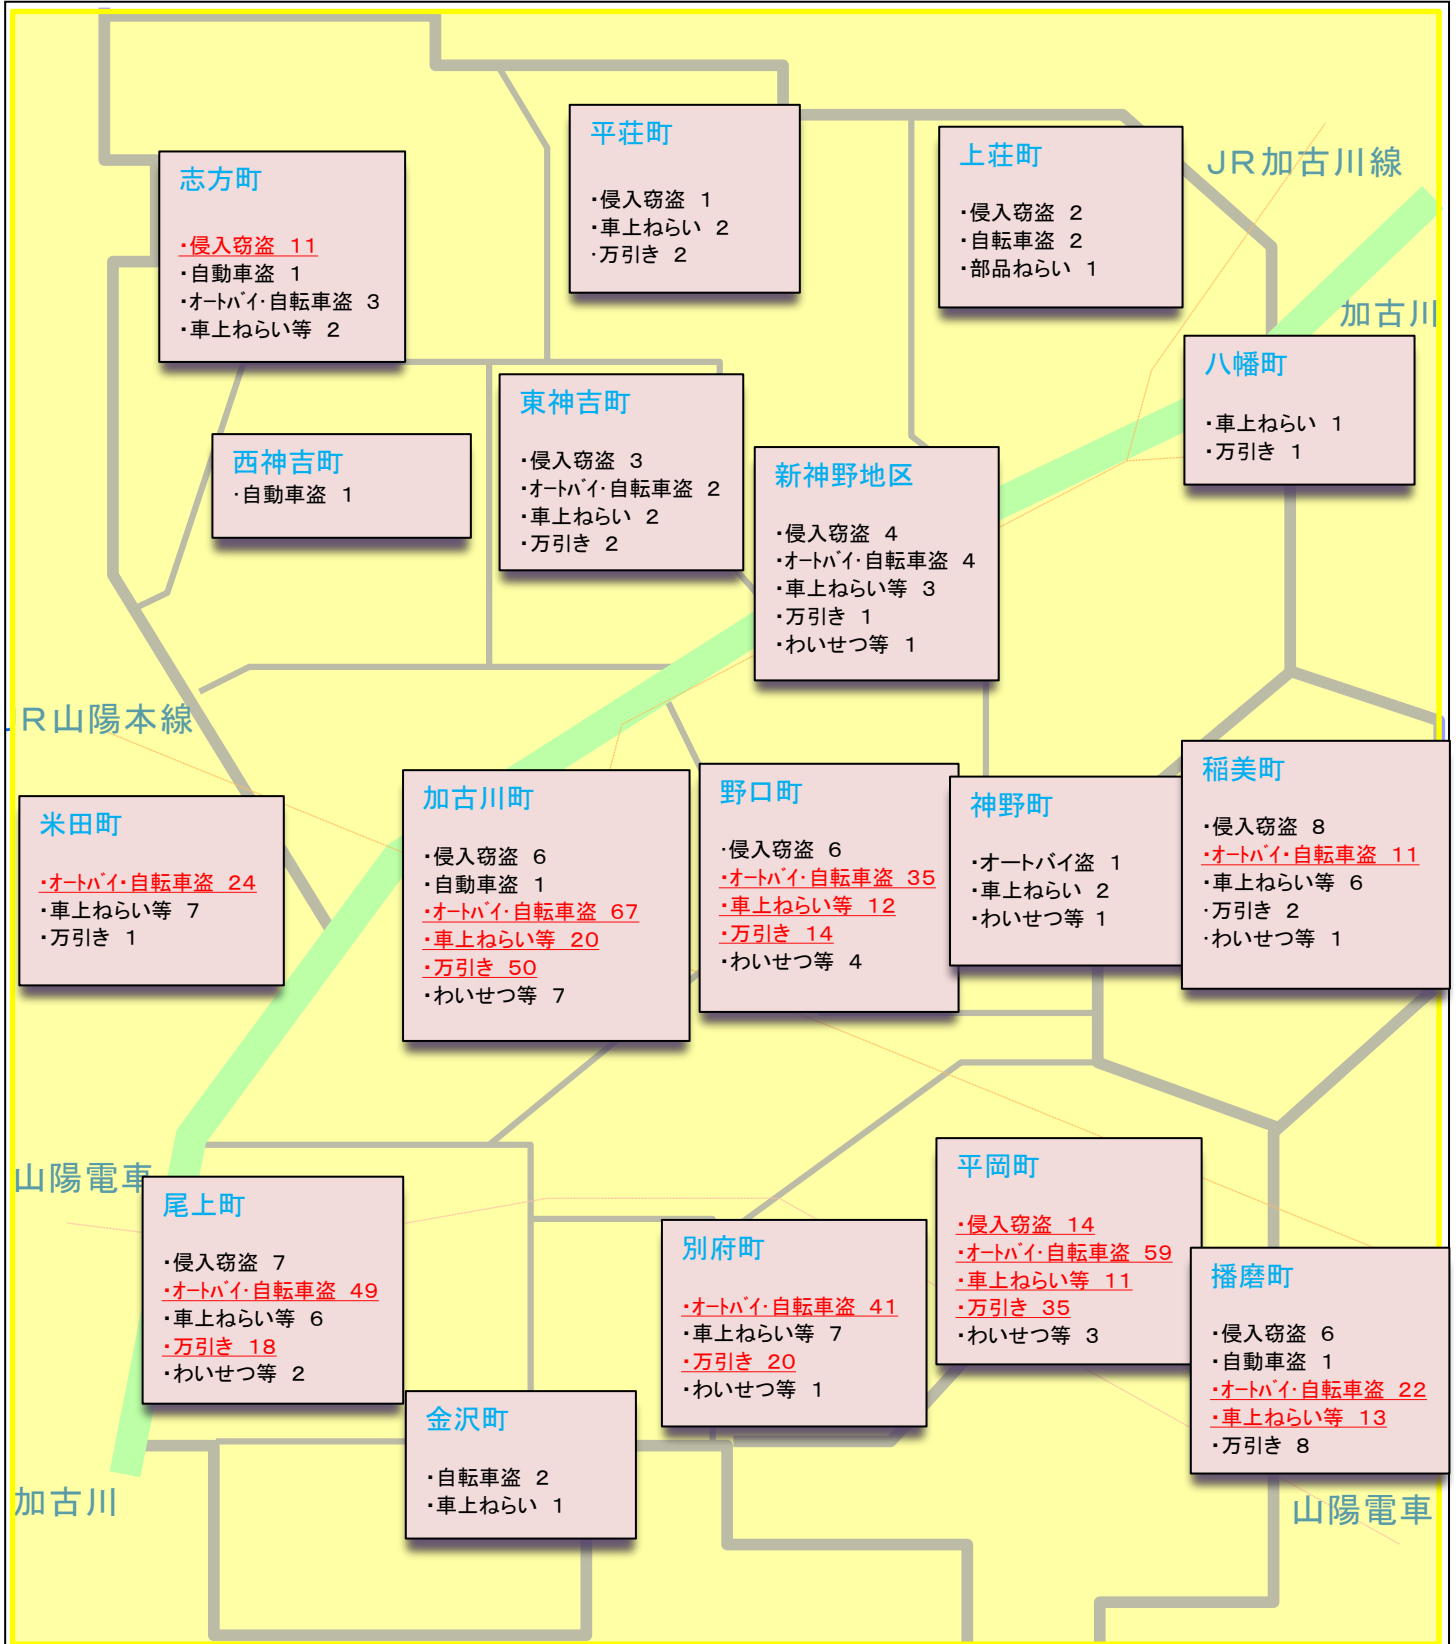 平荘町
・侵入窃盗 1
・車上ねらい 2
・万引き 2
上荘町
・侵入窃盗 2
・自転車盗 2
・部品ねらい 1
JR加古川線
志方町
・侵入窃盗 11
・自動車盗 1
・オートバイ・自転車盗 3
・車上ねらい等 2
加古川
八幡町
・車上ねらい 1
・万引き 1
東神吉町
・侵入窃盗 3
・オートバイ・自転車盗 2
・車上ねらい 2
・万引き 2
西神吉町
・自動車盗 1
新神野地区
・侵入窃盗 4
・オートバイ・自転車盗 4
・車上ねらい等 3
・万引き 1
・わいせつ等 1
JR山陽本線
米田町
・オートバイ・自転車盗 24
・車上ねらい等 7
・万引き 1
加古川町
・侵入窃盗 6
・自動車盗 1
・オートバイ・自転車盗 67
・車上ねらい等 20
・万引き 50
・わいせつ等 7
野口町
・侵入窃盗 6
・オートバイ・自転車盗 35
・車上ねらい等 12
・万引き 14
・わいせつ等 4
神野町
・オートバイ盗 1
・車上ねらい 2
・わいせつ等 1
稲美町
・侵入窃盗 8
・オートバイ・自転車盗 11
・車上ねらい等 6
・万引き 2
・わいせつ等 1
山陽電車
尾上町
・侵入窃盗 7
・オートバイ・自転車盗 49
・車上ねらい等 6
・万引き 18
・わいせつ等 2
別府町
・オートバイ・自転車盗 41
・車上ねらい等 7
・万引き 20
・わいせつ等 1
平岡町
・侵入窃盗 14
・オートバイ・自転車盗 59
・車上ねらい等 11
・万引き 35
・わいせつ等 3
播磨町
・侵入窃盗 6
・自動車盗 1
・オートバイ・自転車盗 22
・車上ねらい等 13
・万引き 8
金沢町
・自転車盗 2
・車上ねらい 1
加古川
山陽電車